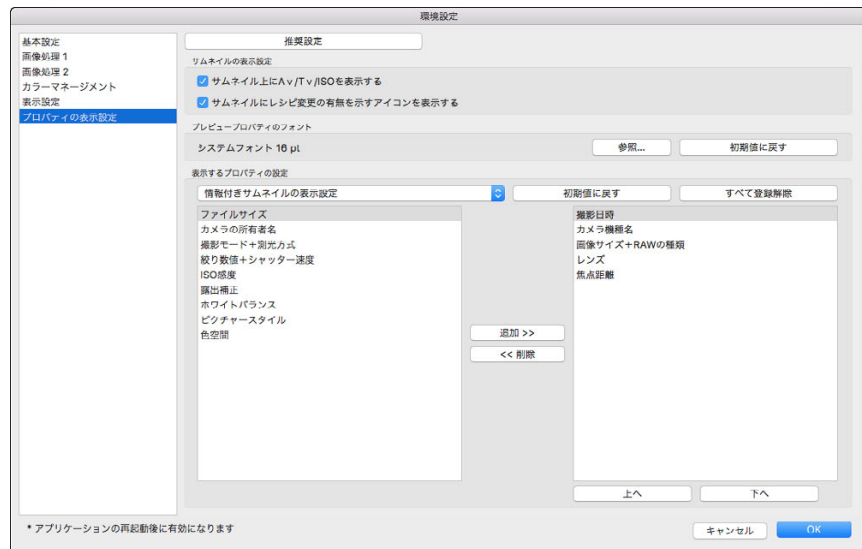 環境設定
基本設定
画像処理 1
画像処理 2
カラーマネージメント
表示設定
プロパティの表示設定
推奨設定
サムネイルの表示設定
サムネイル上にAv/Tv/ISOを表示する
サムネイルにレシピ変更の有無を示すアイコンを表示する
プレビュープロパティのフォント
システムフォント 16 pt
参照...
初期値に戻す
表示するプロパティの設定
情報付きサムネイルの表示設定
初期値に戻す
すべて登録解除
ファイルサイズ
カメラの所有者名
撮影モード+測光方式
絞り数値+シャッター速度
ISO感度
露出補正
ホワイトバランス
ピクチャースタイル
色空間
追加 >>
<< 削除
撮影日時
カメラ機種名
画像サイズ+RAWの種類
レンズ
焦点距離
上へ
下へ
* アプリケーションの再起動後に有効になります
キャンセル
OK